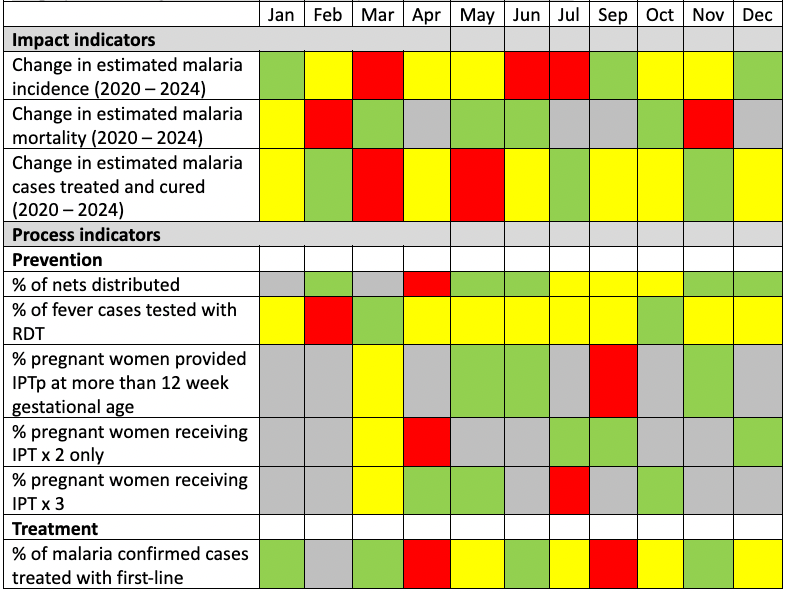 Jan Feb Mar Apr May Jun Jul Sep Oct Nov Dec
Impact indicators
Change in estimated malaria
incidence (2020 – 2024)
Change in estimated malaria
mortality (2020 – 2024)
Change in estimated malaria
cases treated and cured
(2020 – 2024)
Process indicators
Prevention
% of nets distributed
% of fever cases tested with
RDT
% pregnant women provided
IPTp at more than 12 week
gestational age
% pregnant women receiving
IPT x 2 only
% pregnant women receiving
IPT x 3
Treatment
% of malaria confirmed cases
treated with first-line